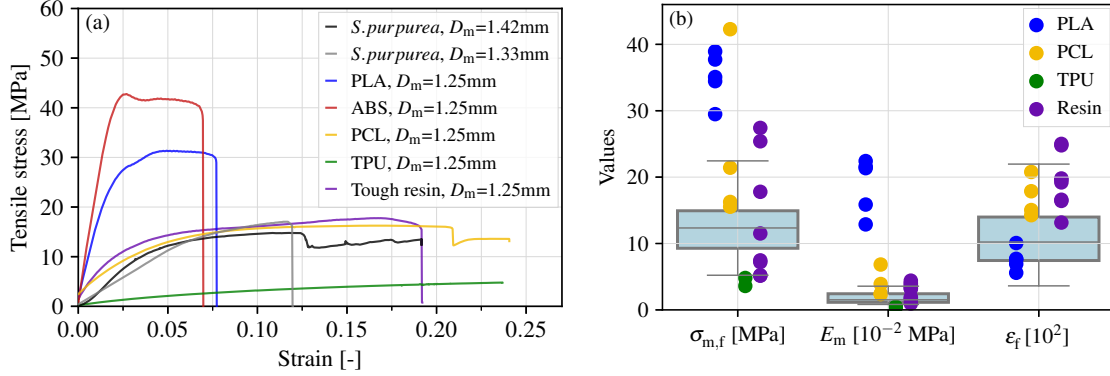 (a)
Tensile stress [MPa]
60
50
40
30
20
10
0
0.00 0.05 0.10 0.15 0.20 0.25
Strain [-]
S.purpurea, Dm=1.42mm
S.purpurea, Dm=1.33mm
PLA, Dm=1.25mm
ABS, Dm=1.25mm
PCL, Dm=1.25mm
TPU, Dm=1.25mm
Tough resin, Dm=1.25mm
(b)
Values
40
30
20
10
0
σm,f [MPa] Em [10⁻² MPa] εf [10²]
PLA
PCL
TPU
Resin